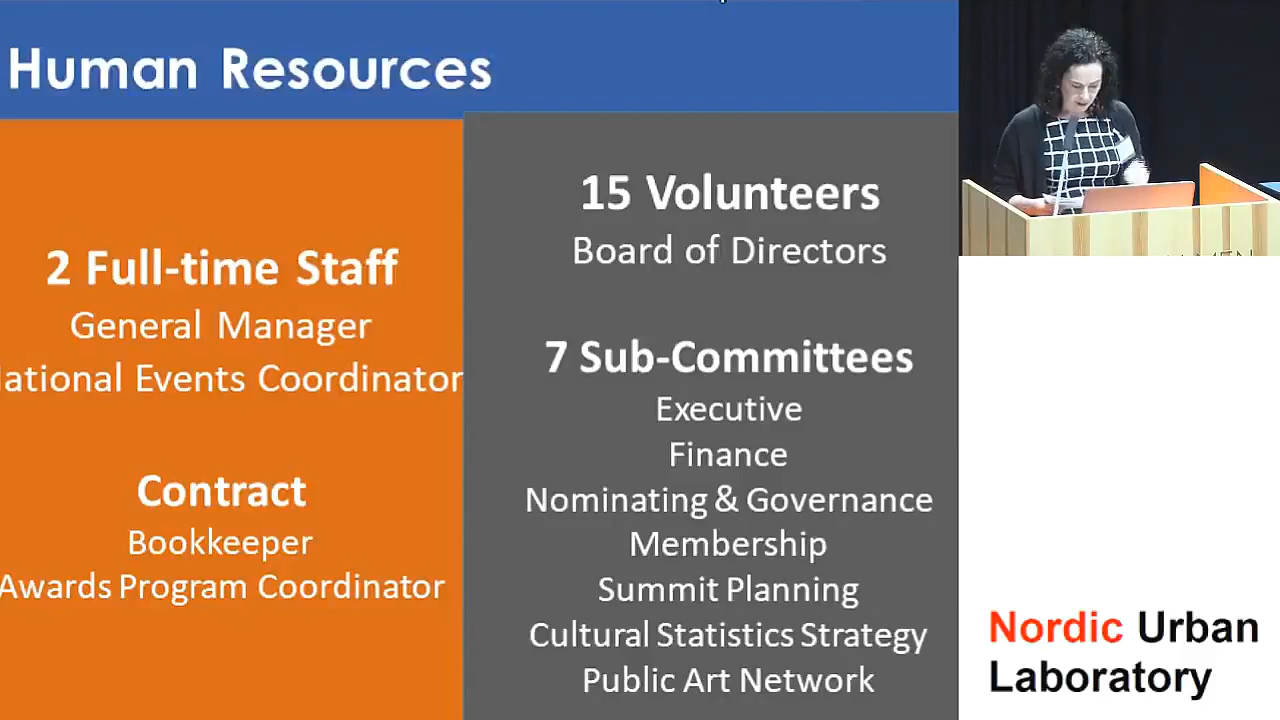 Human Resources
2 Full-time Staff
General Manager
ational Events Coordinator
Contract
Bookkeeper
Awards Program Coordinator
15 Volunteers
Board of Directors
7 Sub-Committees
Executive
Finance
Nominating & Governance
Membership
Summit Planning
Cultural Statistics Strategy
Public Art Network
Nordic Urban
Laboratory